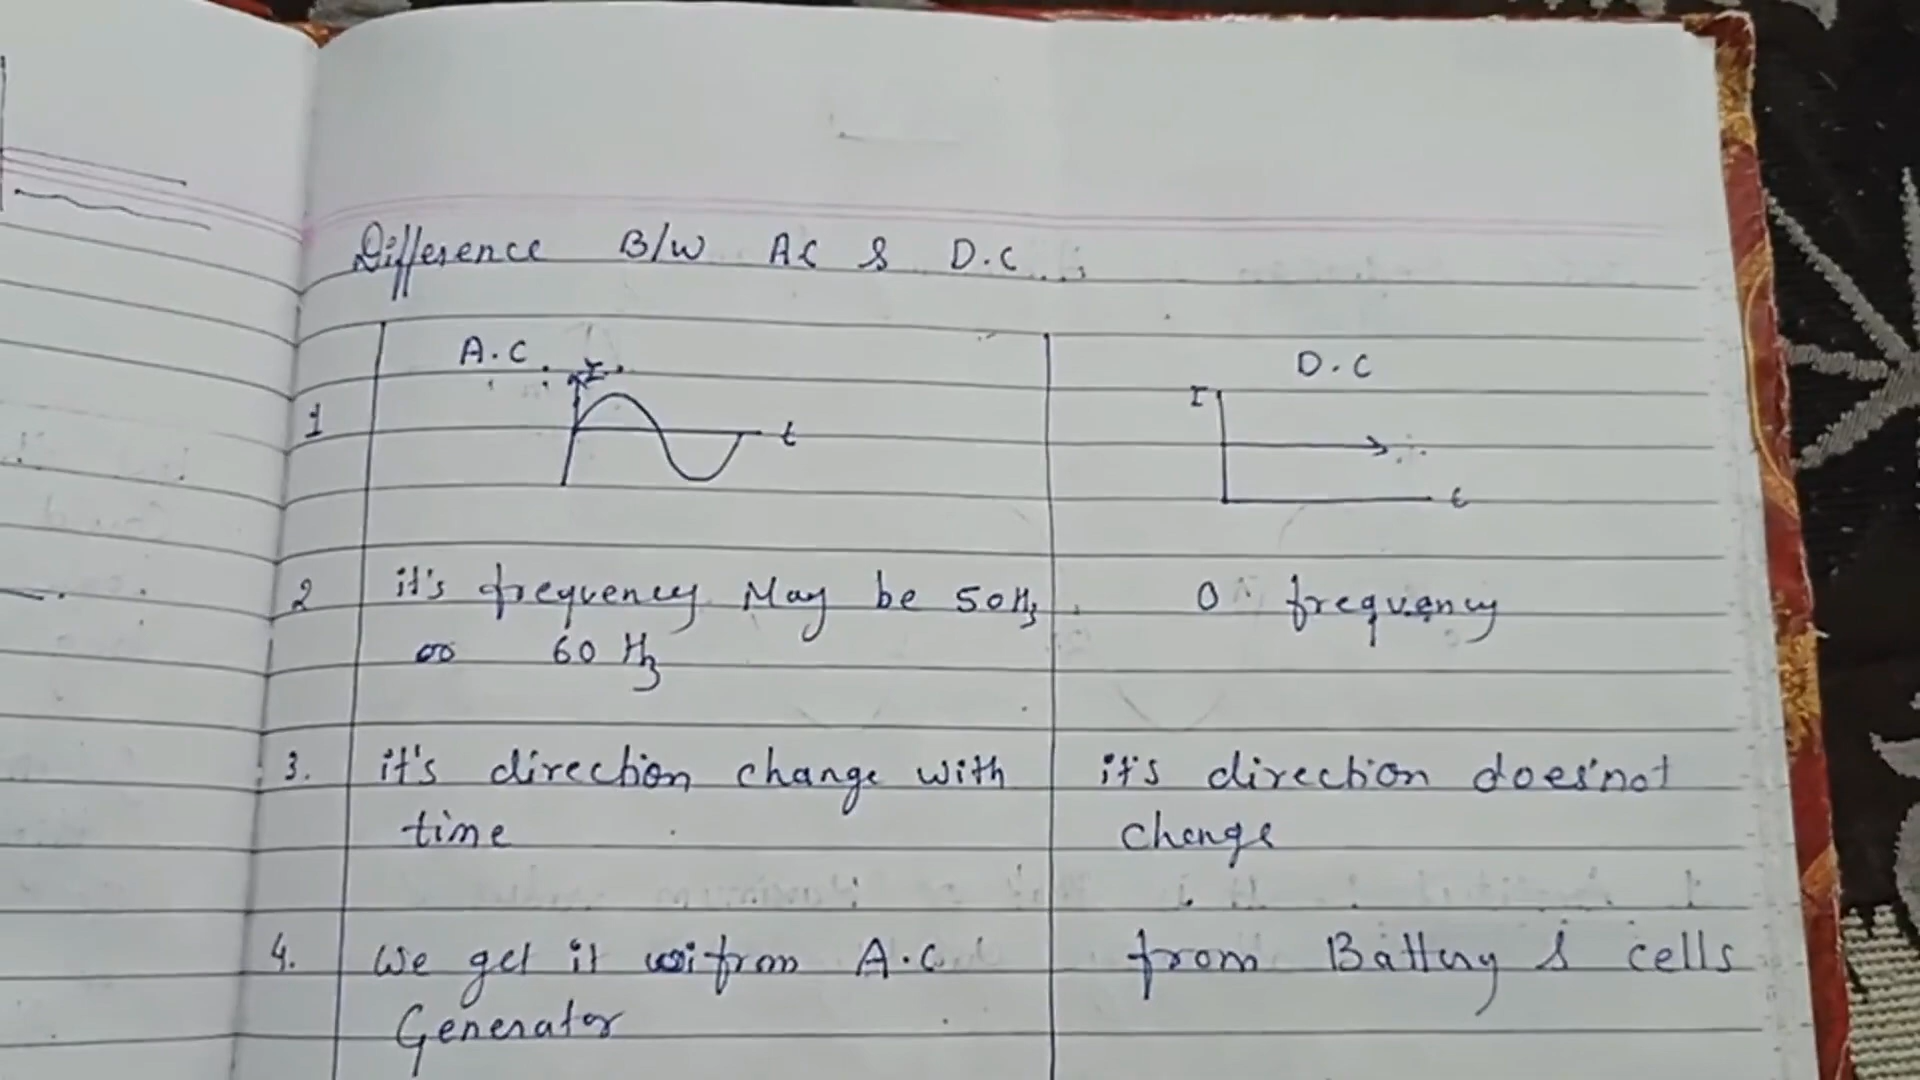 Difference B/W AC & D.C :
A.C. D.C
I I
1 t t
2 it's frequency May be 50Hz 0 frequency
or 60 Hz
3. it's direction change with it's direction does'not
time change
4. we get it from A.C from Battery & cells
Generator